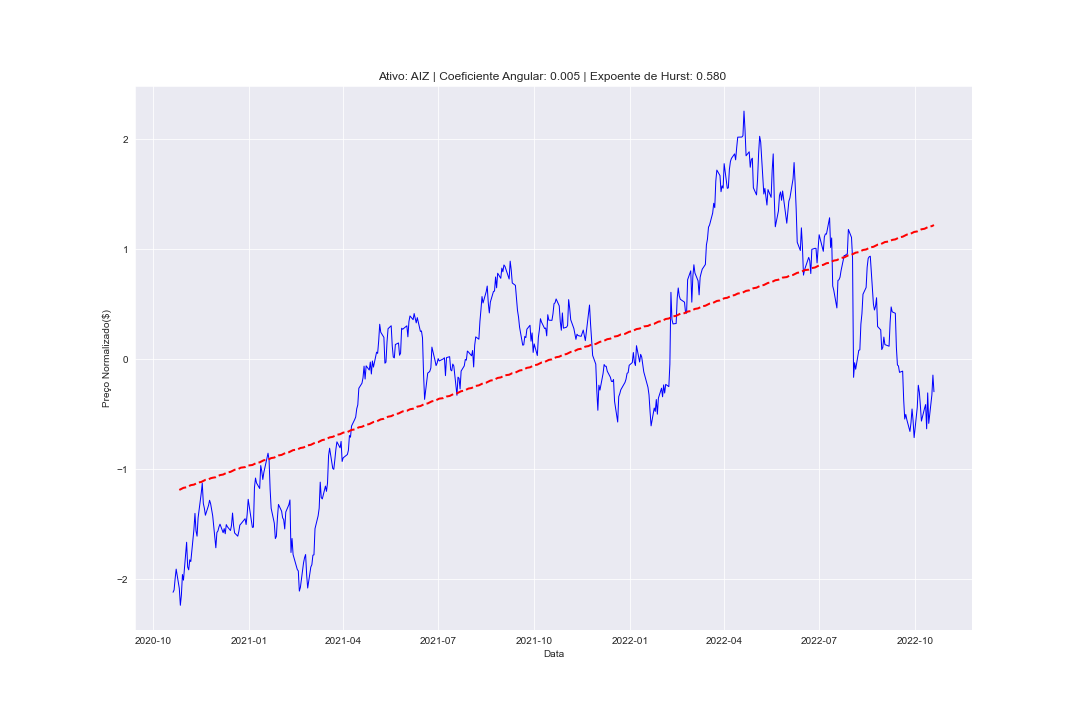 Ativo: AIZ | Coeficiente Angular: 0.005 | Expoente de Hurst: 0.580
Preço Normalizado($)
2
1
0
−1
−2
2020-10 2021-01 2021-04 2021-07 2021-10 2022-01 2022-04 2022-07 2022-10
Data